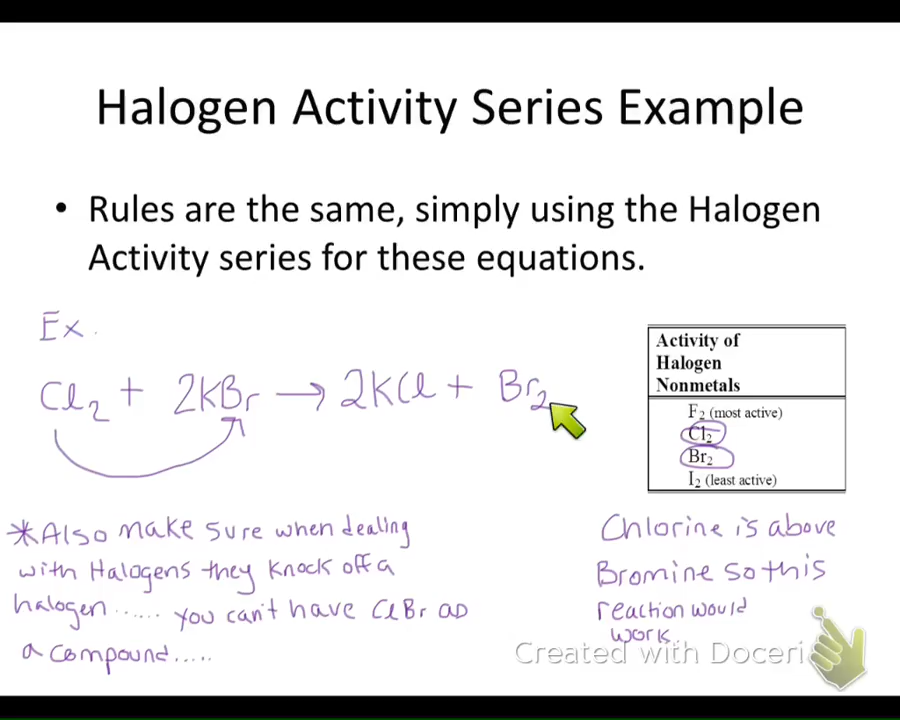 Halogen Activity Series Example
• Rules are the same, simply using the Halogen
Activity series for these equations.
Ex.
Cl₂ + 2KBr → 2KCl + Br₂
Activity of
Halogen
Nonmetals
F₂ (most active)
Cl₂
Br₂
I₂ (least active)
*Also make sure when dealing
with Halogens they knock off a
halogen...... you can't have ClBr as
a compound.....
Chlorine is above
Bromine so this
reaction would
work.
Created with Doceri